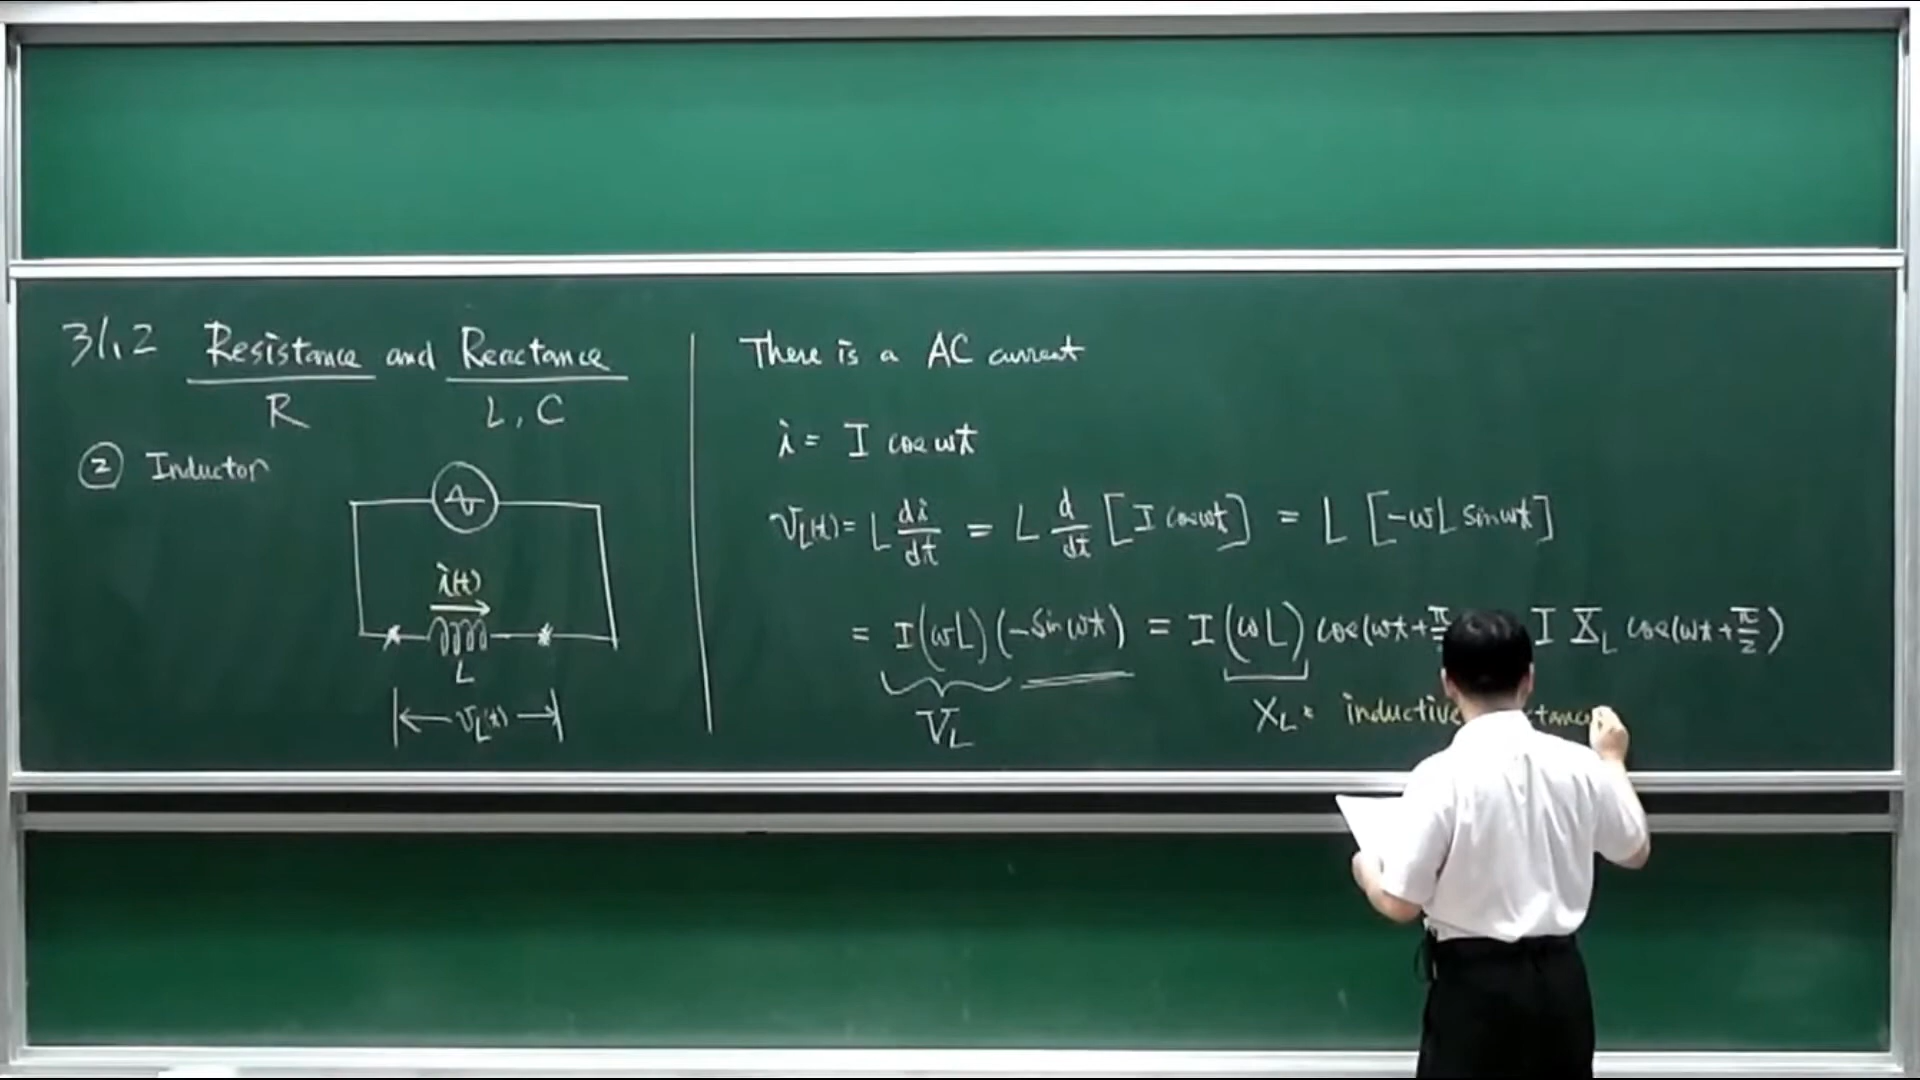 31.2 Resistance and Reactance
R L, C
② Inductor
i(t)
L
v_L(t)
There is a AC current
i = I cos ωt
v_L(t) = L di/dt = L d/dt [I cos ωt] = L [-ωL sin ωt]
= I(ωL)(-sin ωt) = I(ωL) cos(ωt + π I X_L cos(ωt + π/2)
V_L
X_L = inductive